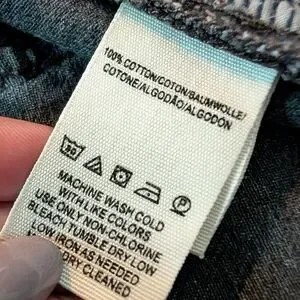 100% COTTON/COTON/BAUMWOLLE/
COTONE/ALGODÃO/ALGODON
30
P
MACHINE WASH COLD
WITH LIKE COLORS
USE ONLY NON-CHLORINE
BLEACH TUMBLE DRY LOW
LOW IRON AS NEEDED
DRY CLEANED